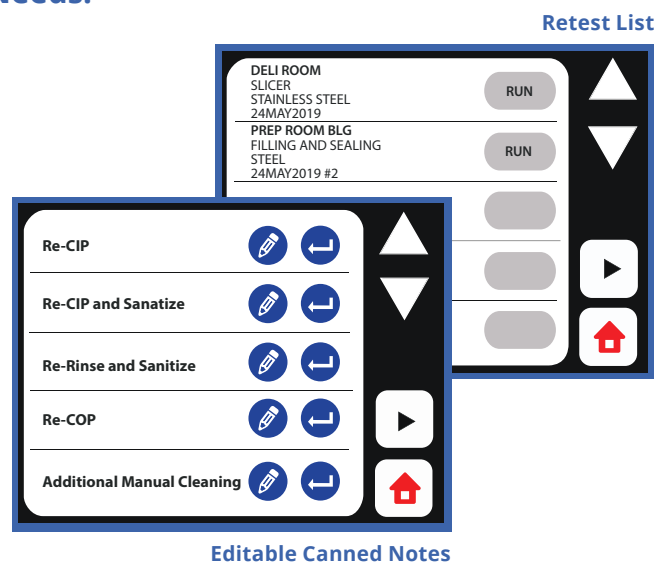 Needs.
Retest List
DELI ROOM
SLICER
STAINLESS STEEL
24MAY2019
RUN
PREP ROOM BLG
FILLING AND SEALING
STEEL
24MAY2019 #2
RUN
Re-CIP
Re-CIP and Sanatize
Re-Rinse and Sanitize
Re-COP
Additional Manual Cleaning
Editable Canned Notes